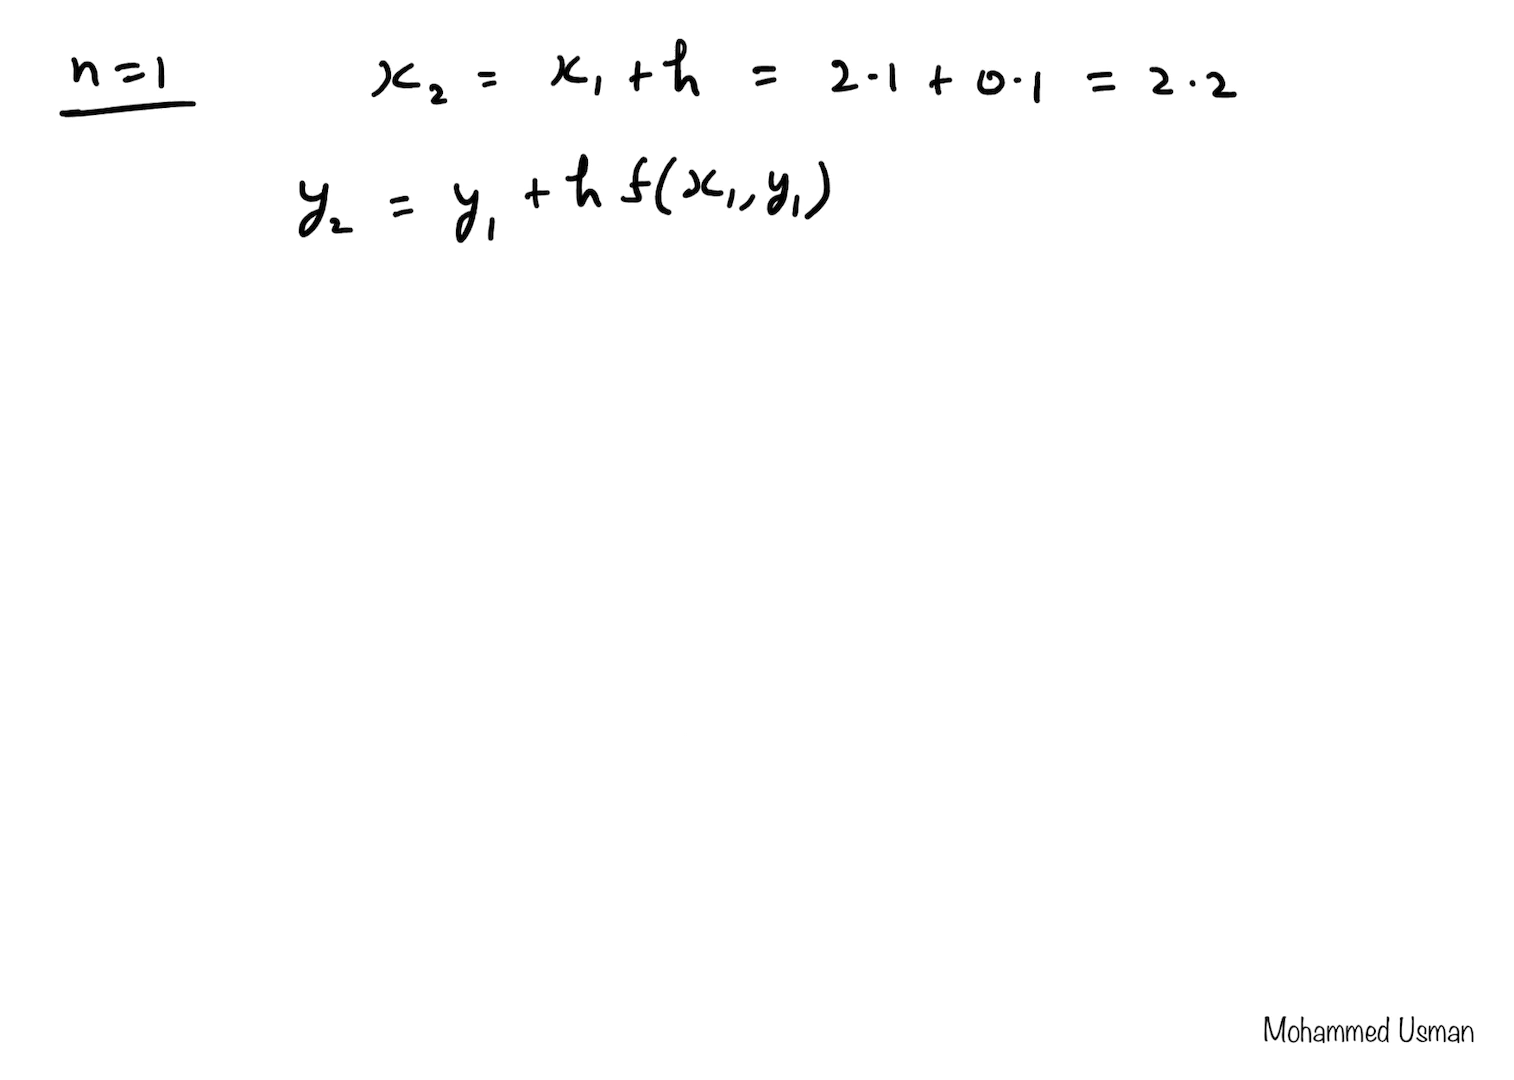 n = 1 x₂ = x₁ + h = 2·1 + 0·1 = 2·2
y₂ = y₁ + h f(x₁, y₁)
Mohammed Usman